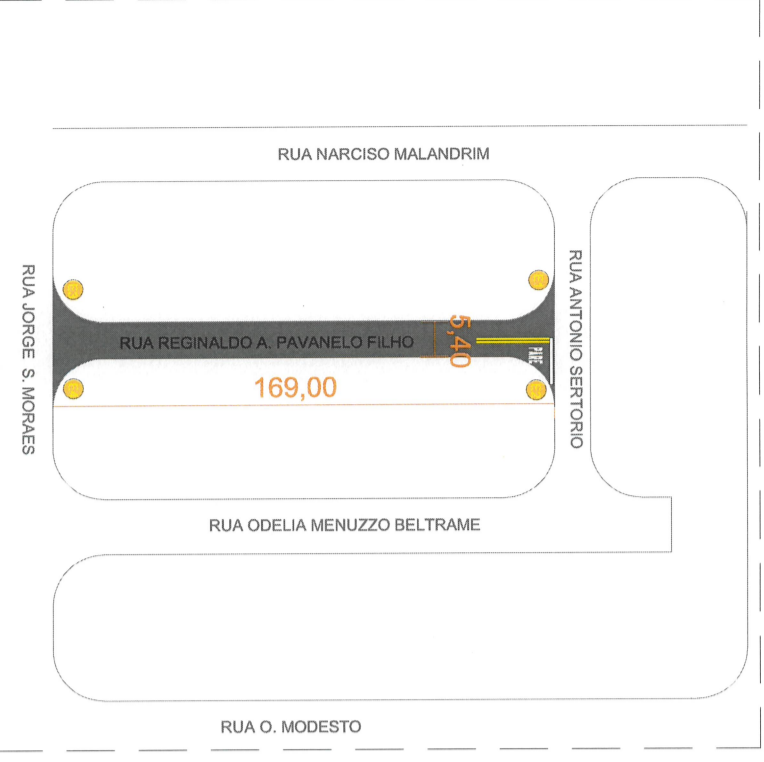 RUA NARCISO MALANDRIM
RUA JORGE S. MORAES
RUA ANTONIO SERTORIO
RUA REGINALDO A. PAVANELO FILHO
5,40
PARE
169,00
RUA ODELIA MENUZZO BELTRAME
RUA O. MODESTO